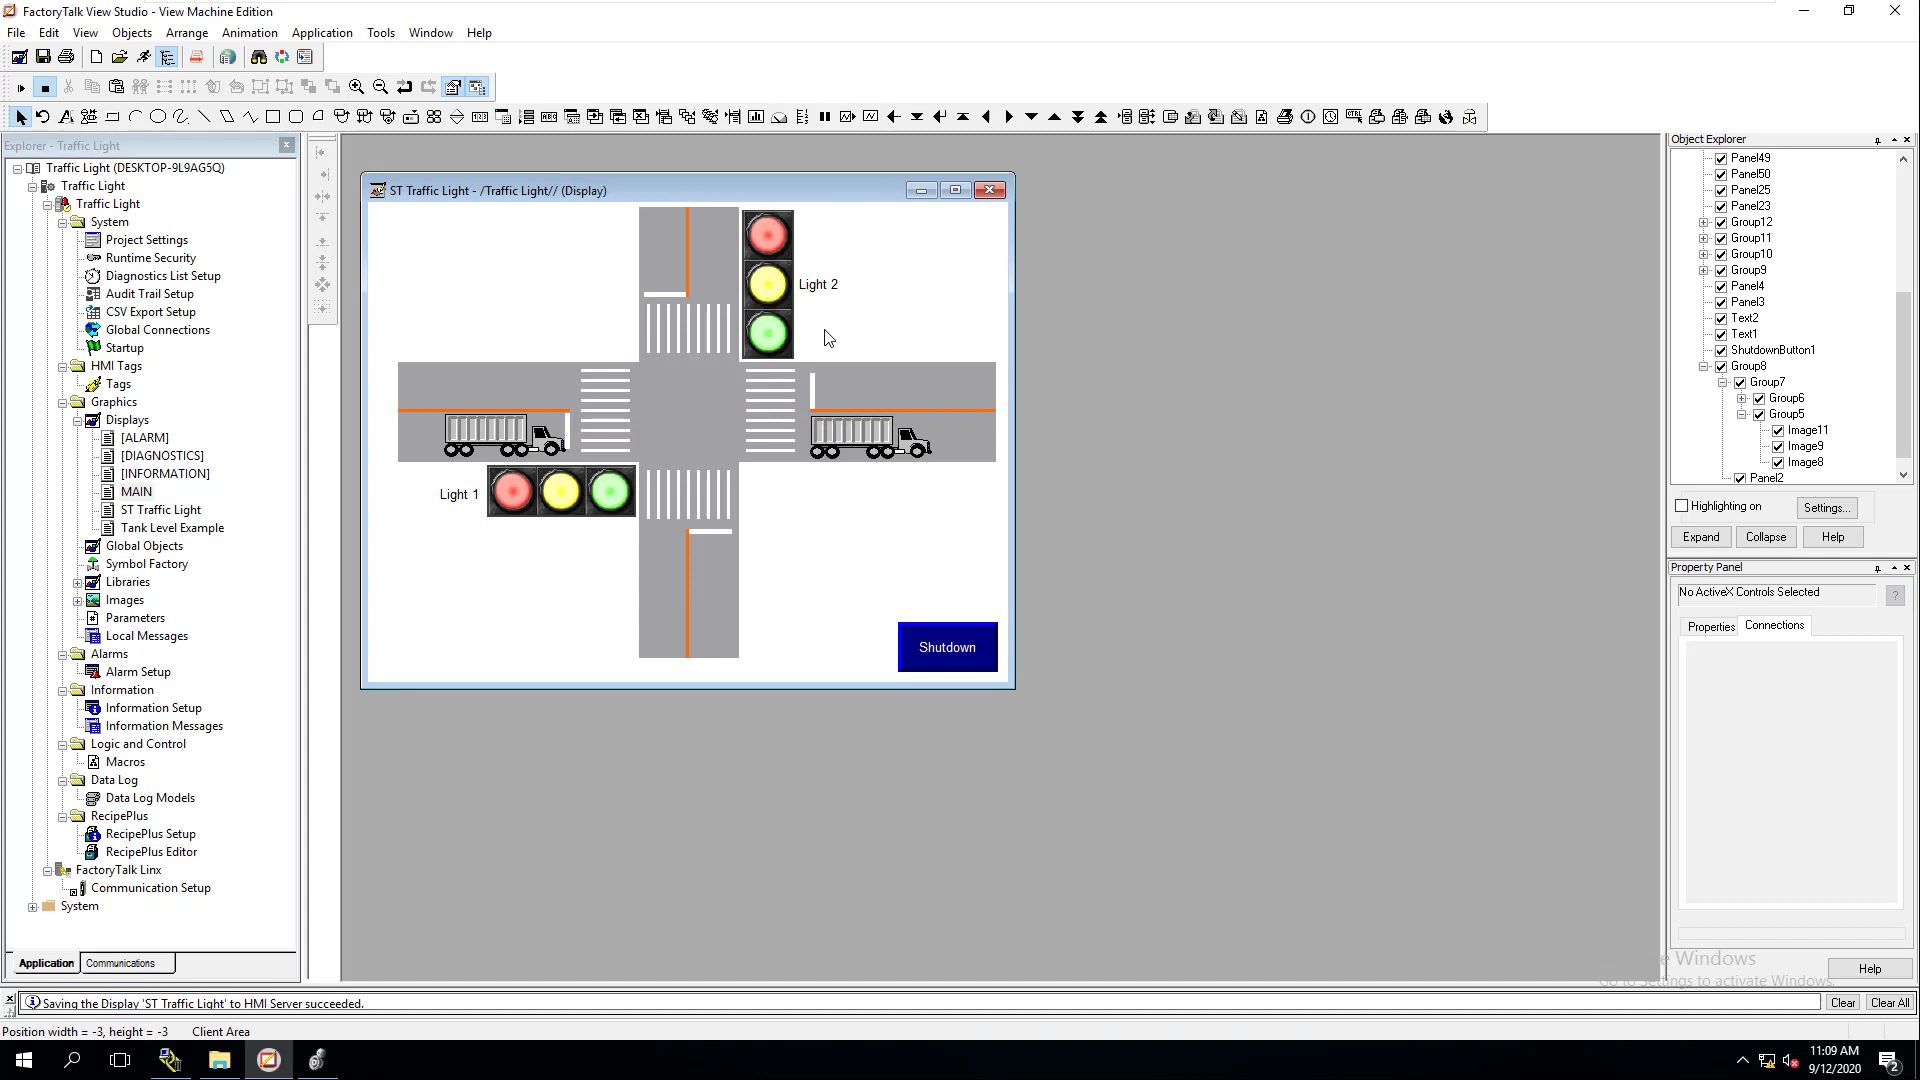 FactoryTalk View Studio - View Machine Edition
File Edit View Objects Arrange Animation Application Tools Window Help
Explorer - Traffic Light
Traffic Light (DESKTOP-9L9AG5Q)
Traffic Light
Traffic Light
System
Project Settings
Runtime Security
Diagnostics List Setup
Audit Trail Setup
CSV Export Setup
Global Connections
Startup
HMI Tags
Tags
Graphics
Displays
[ALARM]
[DIAGNOSTICS]
[INFORMATION]
MAIN
ST Traffic Light
Tank Level Example
Global Objects
Symbol Factory
Libraries
Images
Parameters
Local Messages
Alarms
Alarm Setup
Information
Information Setup
Information Messages
Logic and Control
Macros
Data Log
Data Log Models
RecipePlus
RecipePlus Setup
RecipePlus Editor
FactoryTalk Linx
Communication Setup
System
Application Communications
ST Traffic Light - /Traffic Light// (Display)
Light 2
Light 1
Shutdown
Object Explorer
Panel49
Panel50
Panel25
Panel23
Group12
Group11
Group10
Group9
Panel4
Panel3
Text2
Text1
ShutdownButton1
Group8
Group7
Group6
Group5
Image11
Image9
Image8
Panel2
Highlighting on Settings...
Expand Collapse Help
Property Panel
No ActiveX Controls Selected ?
Properties Connections
Windows
Help
Settings to activate Windows.
Saving the Display 'ST Traffic Light' to HMI Server succeeded.
Clear Clear All
Position width = -3, height = -3 Client Area
11:09 AM
9/12/2020
2